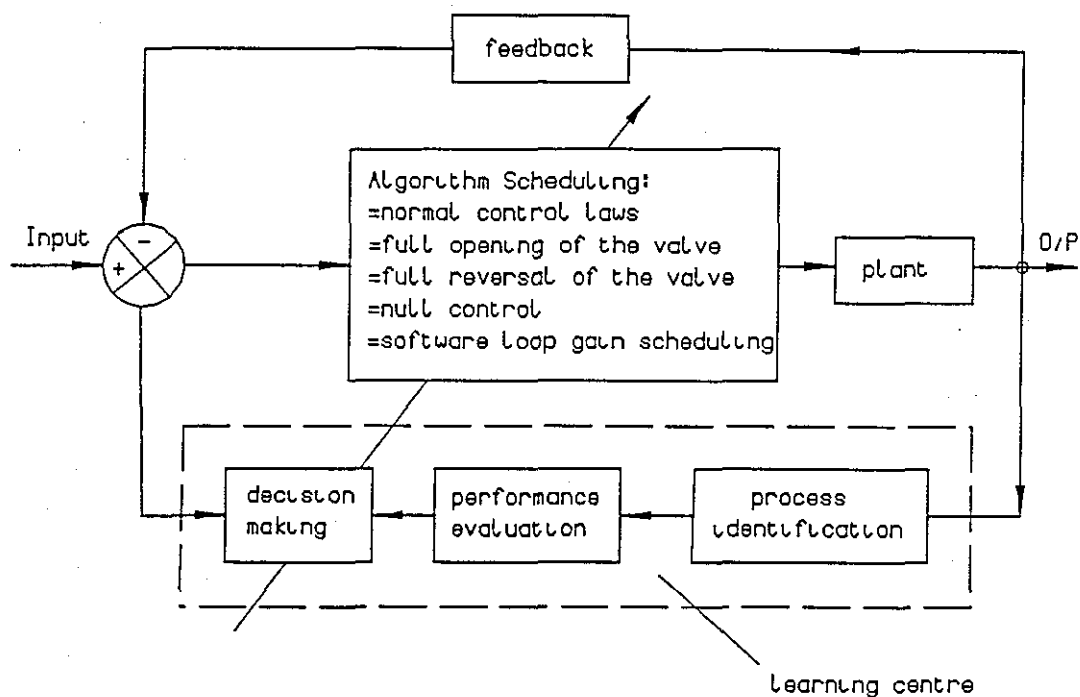 feedback
Algorithm Scheduling:
=normal control laws
=full opening of the valve
=full reversal of the valve
=null control
=software loop gain scheduling
Input
-
+
plant
O/P
decision
making
performance
evaluation
process
identification
learning centre